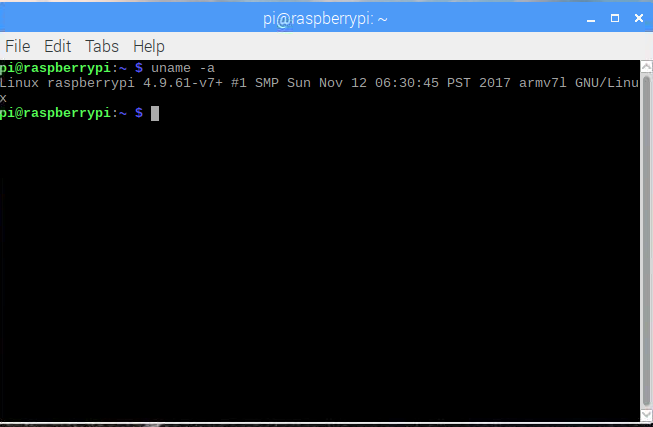 pi@raspberrypi: ~
File Edit Tabs Help
pi@raspberrypi:~ $ uname -a
Linux raspberrypi 4.9.61-v7+ #1 SMP Sun Nov 12 06:30:45 PST 2017 armv7l GNU/Linu
x
pi@raspberrypi:~ $